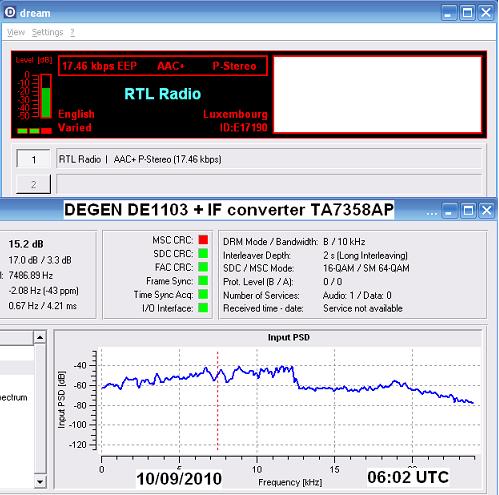 dream
View Settings ?
Level [dB]
0
-10
-20
-30
-40
-50
17.46 kbps EEP AAC+ P-Stereo
RTL Radio
English Luxembourg
Varied ID:E17190
1 RTL Radio | AAC+ P-Stereo (17.46 kbps)
2
DEGEN DE1103 + IF converter TA7358AP
15.2 dB
17.0 dB / 3.3 dB
7486.89 Hz
-2.08 Hz (-43 ppm)
0.67 Hz / 4.21 ms
MSC CRC:
SDC CRC:
FAC CRC:
Frame Sync:
Time Sync Acq:
I/O Interface:
DRM Mode / Bandwidth: B / 10 kHz
Interleaver Depth: 2 s (Long Interleaving)
SDC / MSC Mode: 16-QAM / SM 64-QAM
Prot. Level (B / A): 0 / 0
Number of Services: Audio: 1 / Data: 0
Received time - date: Service not available
pectrum
Input PSD
Input PSD [dB]
-40
-60
-80
-100
-120
0 5 10 15 20
Frequency [kHz]
10/09/2010 06:02 UTC